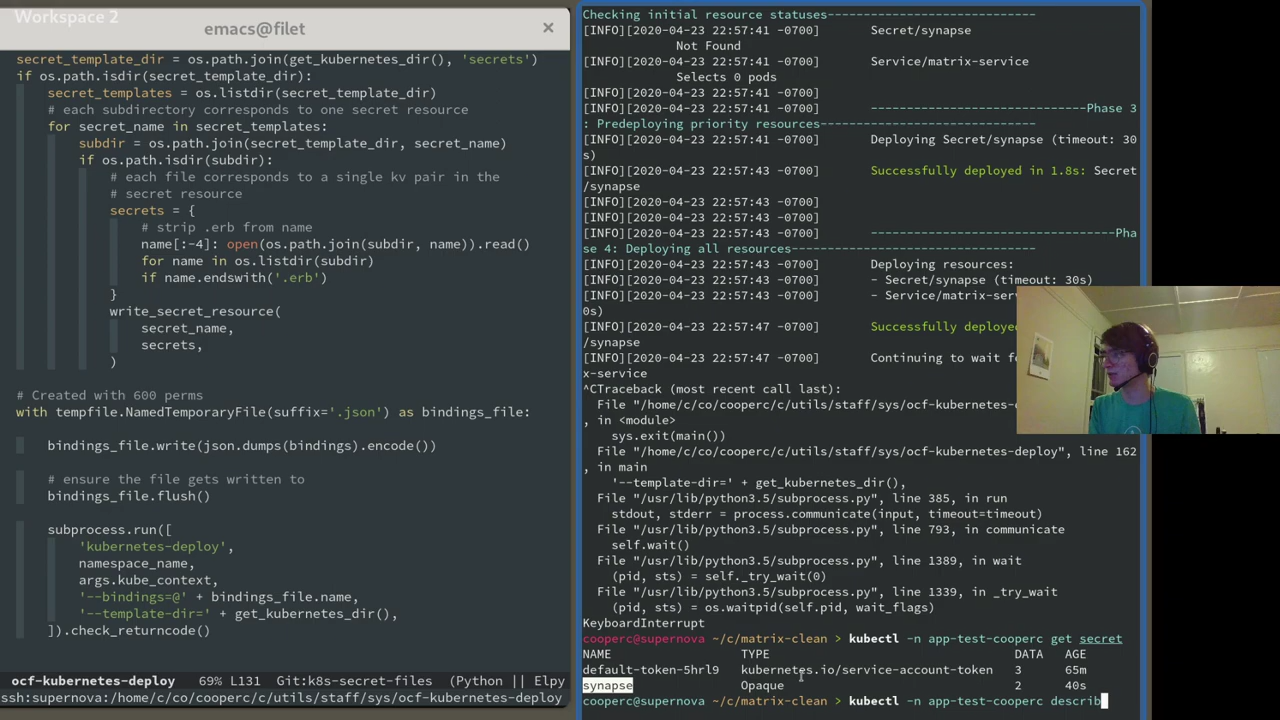 Workspace 2
emacs@filet
secret_template_dir = os.path.join(get_kubernetes_dir(), 'secrets')
if os.path.isdir(secret_template_dir):
secret_templates = os.listdir(secret_template_dir)
# each subdirectory corresponds to one secret resource
for secret_name in secret_templates:
subdir = os.path.join(secret_template_dir, secret_name)
if os.path.isdir(subdir):
# each file corresponds to a single kv pair in the
# secret resource
secrets = {
# strip .erb from name
name[:-4]: open(os.path.join(subdir, name)).read()
for name in os.listdir(subdir)
if name.endswith('.erb')
}
write_secret_resource(
secret_name,
secrets,
)
# Created with 600 perms
with tempfile.NamedTemporaryFile(suffix='.json') as bindings_file:
bindings_file.write(json.dumps(bindings).encode())
# ensure the file gets written to
bindings_file.flush()
subprocess.run([
'kubernetes-deploy',
namespace_name,
args.kube_context,
'--bindings=@' + bindings_file.name,
'--template-dir=' + get_kubernetes_dir(),
]).check_returncode()
ocf-kubernetes-deploy 69% L131 Git:k8s-secret-files (Python || Elpy
ssh:supernova:/home/c/co/cooperc/c/utils/staff/sys/ocf-kubernetes-deploy
Checking initial resource statuses----------------------------
[INFO][2020-04-23 22:57:41 -0700] Secret/synapse
Not Found
[INFO][2020-04-23 22:57:41 -0700] Service/matrix-service
Selects 0 pods
[INFO][2020-04-23 22:57:41 -0700]
[INFO][2020-04-23 22:57:41 -0700] -------------------------------Phase 3
: Predeploying priority resources-------------------------------
[INFO][2020-04-23 22:57:41 -0700] Deploying Secret/synapse (timeout: 30
s)
[INFO][2020-04-23 22:57:43 -0700] Successfully deployed in 1.8s: Secret
/synapse
[INFO][2020-04-23 22:57:43 -0700]
[INFO][2020-04-23 22:57:43 -0700]
[INFO][2020-04-23 22:57:43 -0700] -----------------------------------Pha
se 4: Deploying all resources-----------------------------------
[INFO][2020-04-23 22:57:43 -0700] Deploying resources:
[INFO][2020-04-23 22:57:43 -0700] - Secret/synapse (timeout: 30s)
[INFO][2020-04-23 22:57:43 -0700] - Service/matrix-ser
0s)
[INFO][2020-04-23 22:57:47 -0700] Successfully deployed
/synapse
[INFO][2020-04-23 22:57:47 -0700] Continuing to wait fo
x-service
^CTraceback (most recent call last):
File "/home/c/co/cooperc/c/utils/staff/sys/ocf-kubernetes-
, in <module>
sys.exit(main())
File "/home/c/co/cooperc/c/utils/staff/sys/ocf-kubernetes-deploy", line 162
, in main
'--template-dir=' + get_kubernetes_dir(),
File "/usr/lib/python3.5/subprocess.py", line 385, in run
stdout, stderr = process.communicate(input, timeout=timeout)
File "/usr/lib/python3.5/subprocess.py", line 793, in communicate
self.wait()
File "/usr/lib/python3.5/subprocess.py", line 1389, in wait
(pid, sts) = self._try_wait(0)
File "/usr/lib/python3.5/subprocess.py", line 1339, in _try_wait
(pid, sts) = os.waitpid(self.pid, wait_flags)
KeyboardInterrupt
cooperc@supernova ~/c/matrix-clean > kubectl -n app-test-cooperc get secret
NAME TYPE DATA AGE
default-token-5hrl9 kubernetes.io/service-account-token 3 65m
synapse Opaque 2 40s
cooperc@supernova ~/c/matrix-clean > kubectl -n app-test-cooperc describ